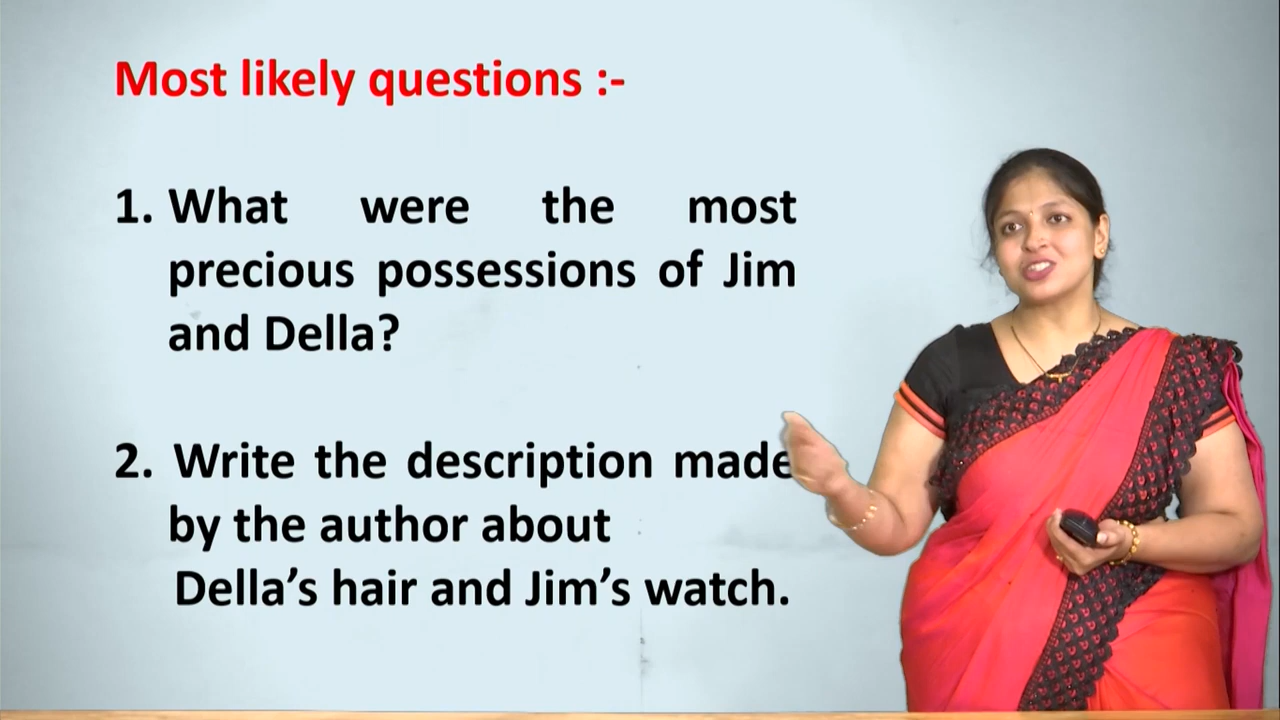 Most likely questions :-
1. What were the most
precious possessions of Jim
and Della?
2. Write the description made
by the author about
Della’s hair and Jim’s watch.